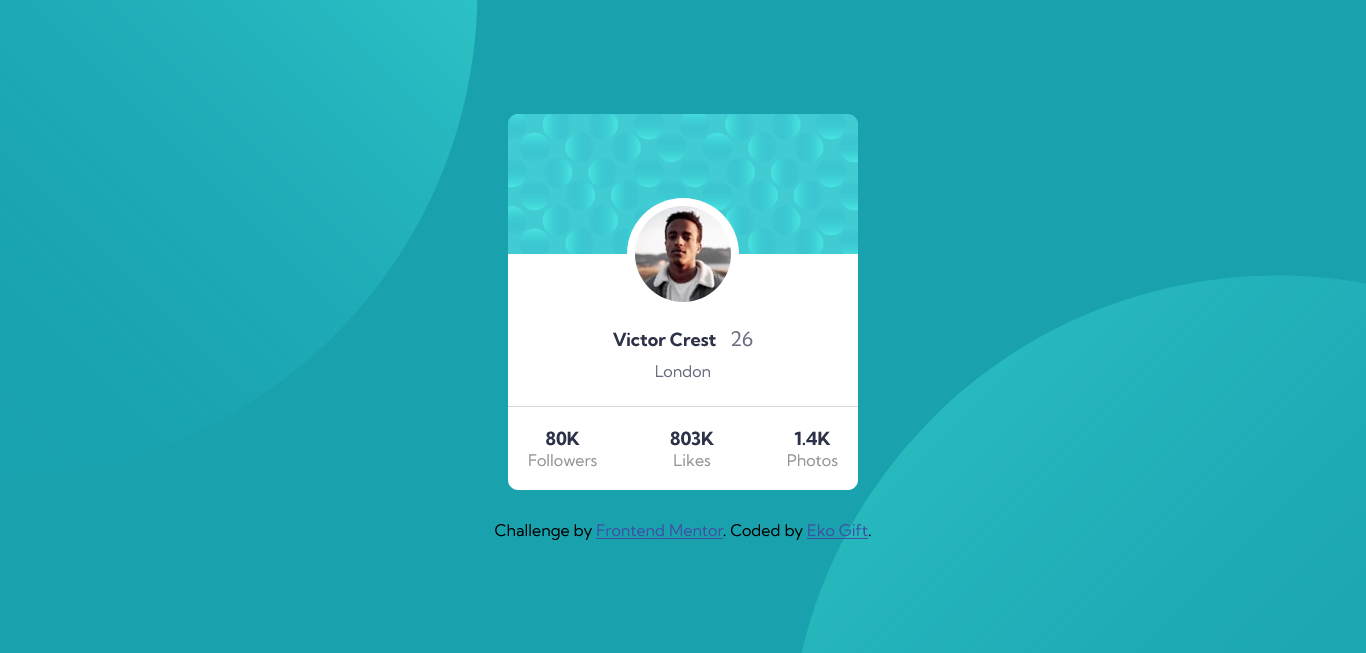 Victor Crest 26
London
80K 803K 1.4K
Followers Likes Photos
Challenge by Frontend Mentor. Coded by Eko Gift.